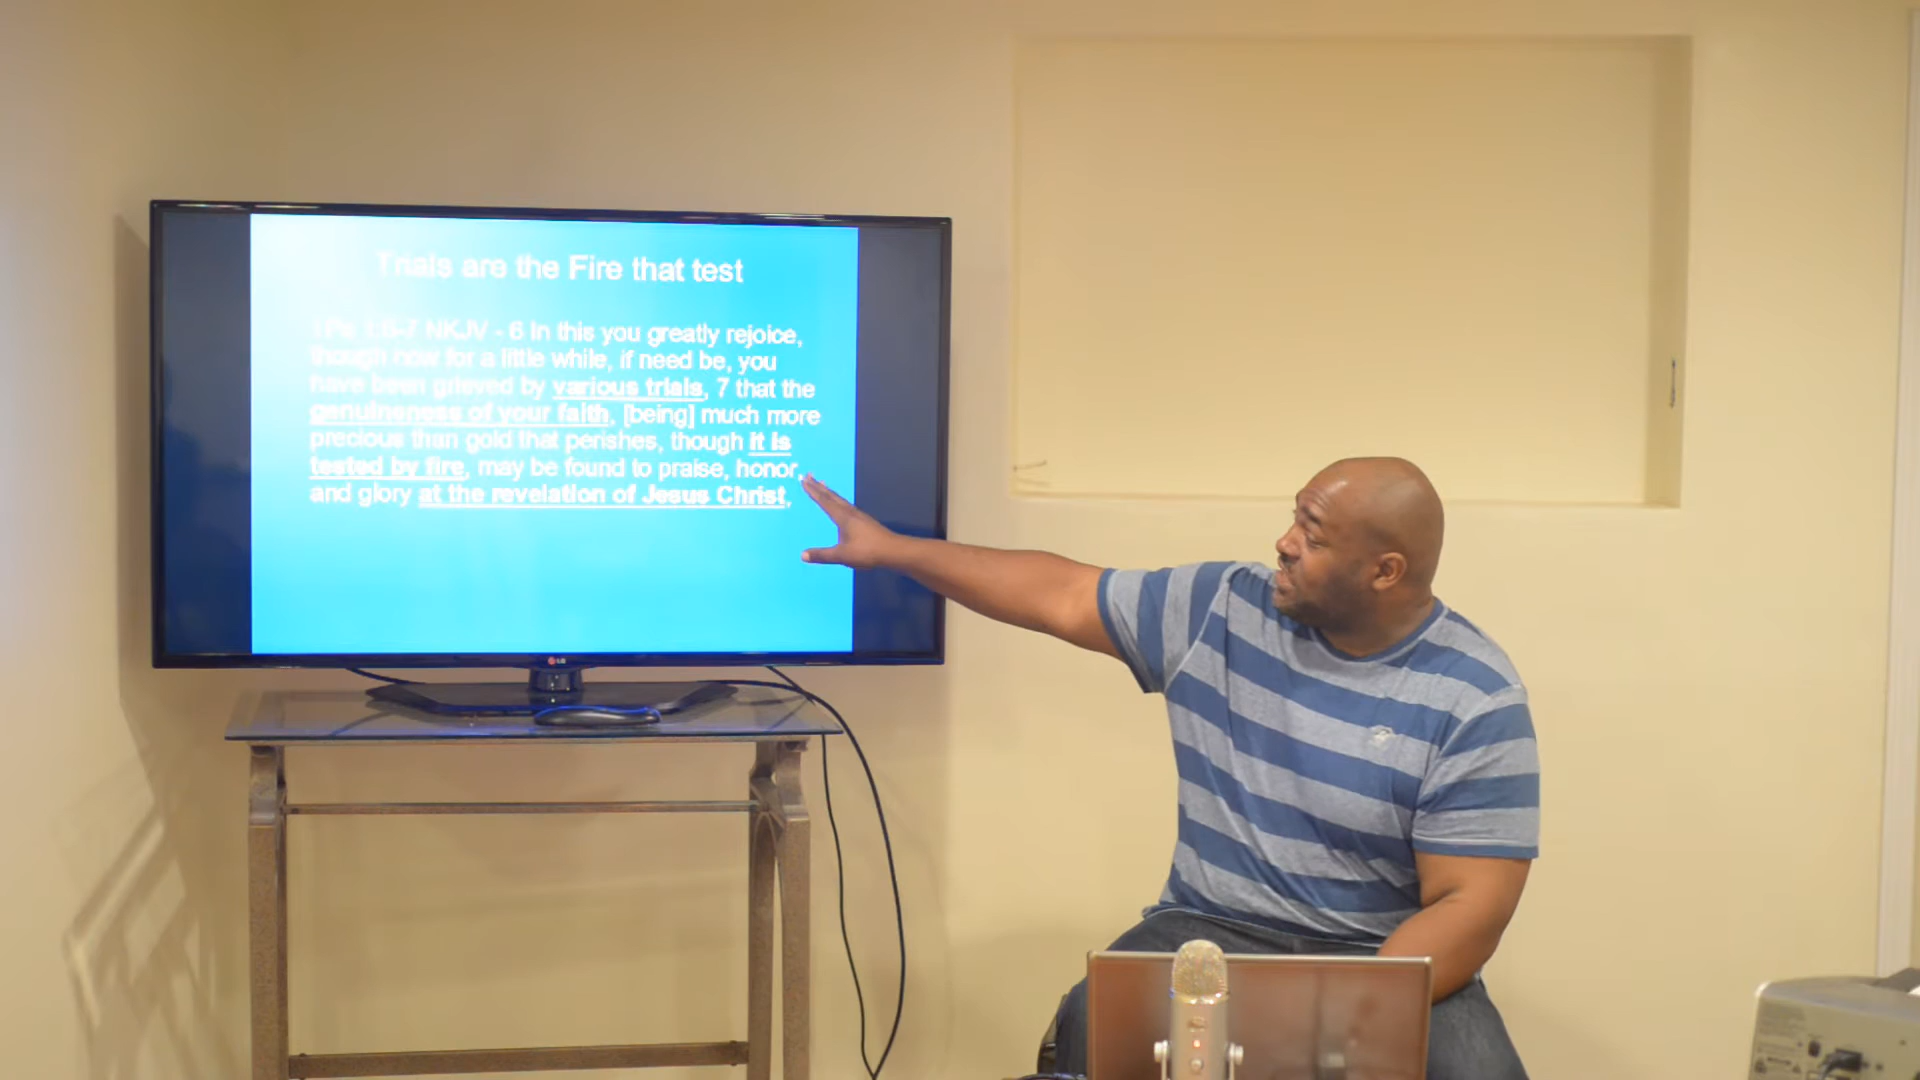 Trials are the Fire that test
1:6-7 NKJV - 6 In this you greatly rejoice,
though now for a little while, if need be, you
have been grieved by various trials, 7 that the
genuineness of your faith, [being] much more
precious than gold that perishes, though it is
tested by fire, may be found to praise, honor,
and glory at the revelation of Jesus Christ,
LG